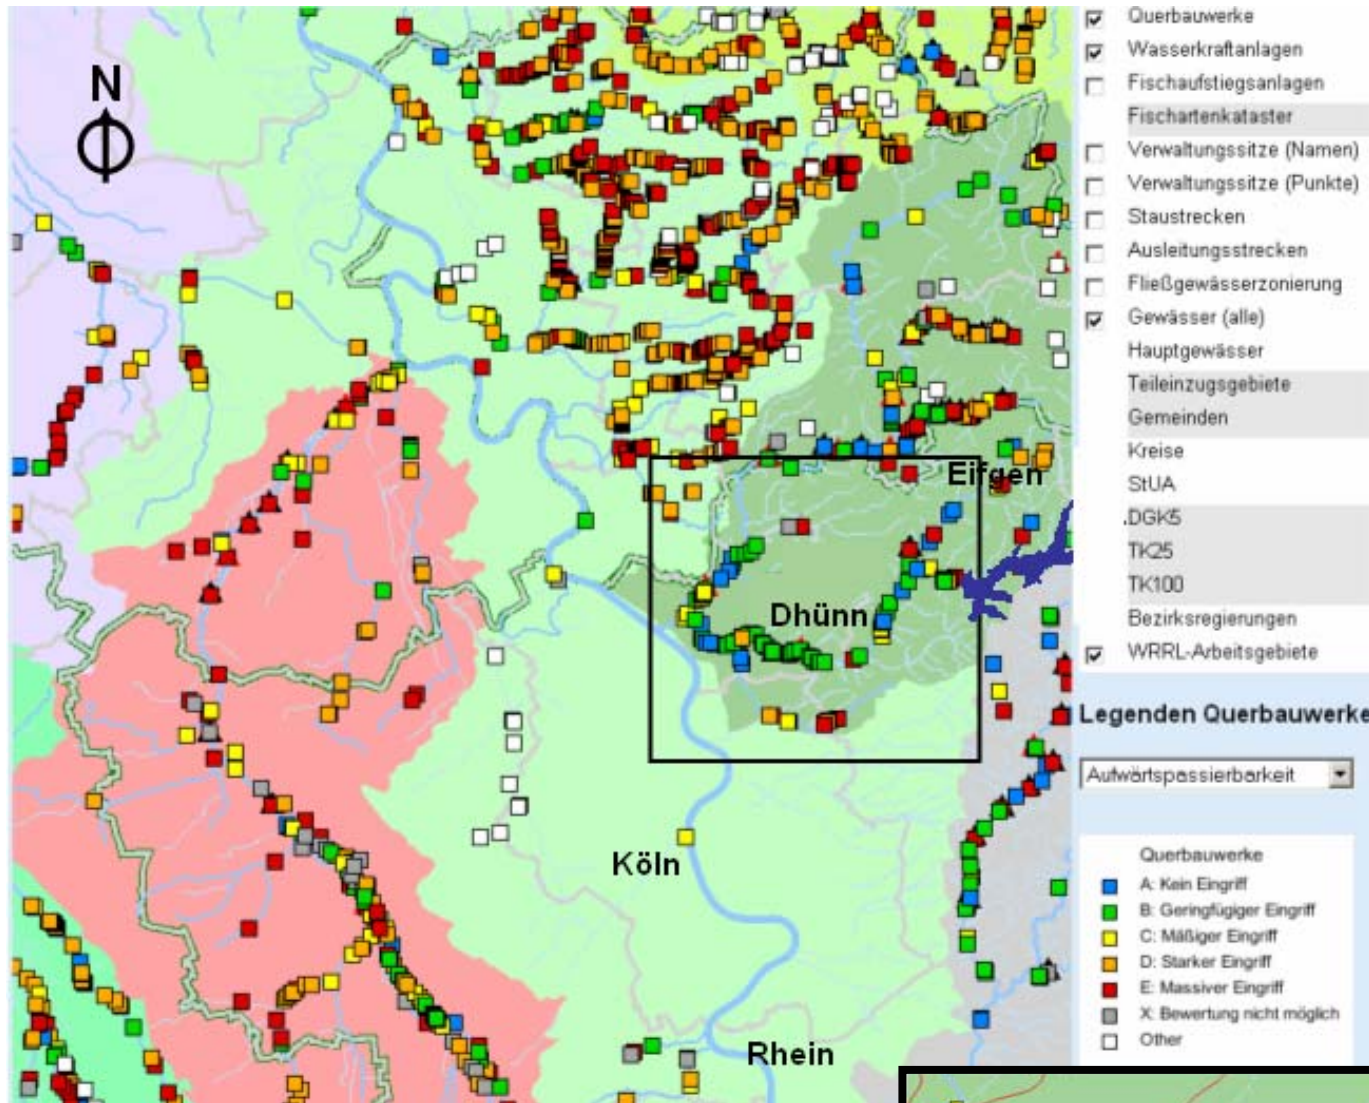 N
Eifgen
Dhünn
Köln
Rhein
Querbauwerke
Wasserkraftanlagen
Fischaufstiegsanlagen
Fischartenkataster
Verwaltungssitze (Namen)
Verwaltungssitze (Punkte)
Staustrecken
Ausleitungsstrecken
Fließgewässerzonierung
Gewässer (alle)
Hauptgewässer
Teileinzugsgebiete
Gemeinden
Kreise
StUA
DGK5
TK25
TK100
Bezirksregierungen
WRRL-Arbeitsgebiete
Legenden Querbauwerke
Aufwärtspassierbarkeit
Querbauwerke
A: Kein Eingriff
B: Geringfügiger Eingriff
C: Mäßiger Eingriff
D: Starker Eingriff
E: Massiver Eingriff
X: Bewertung nicht möglich
Other